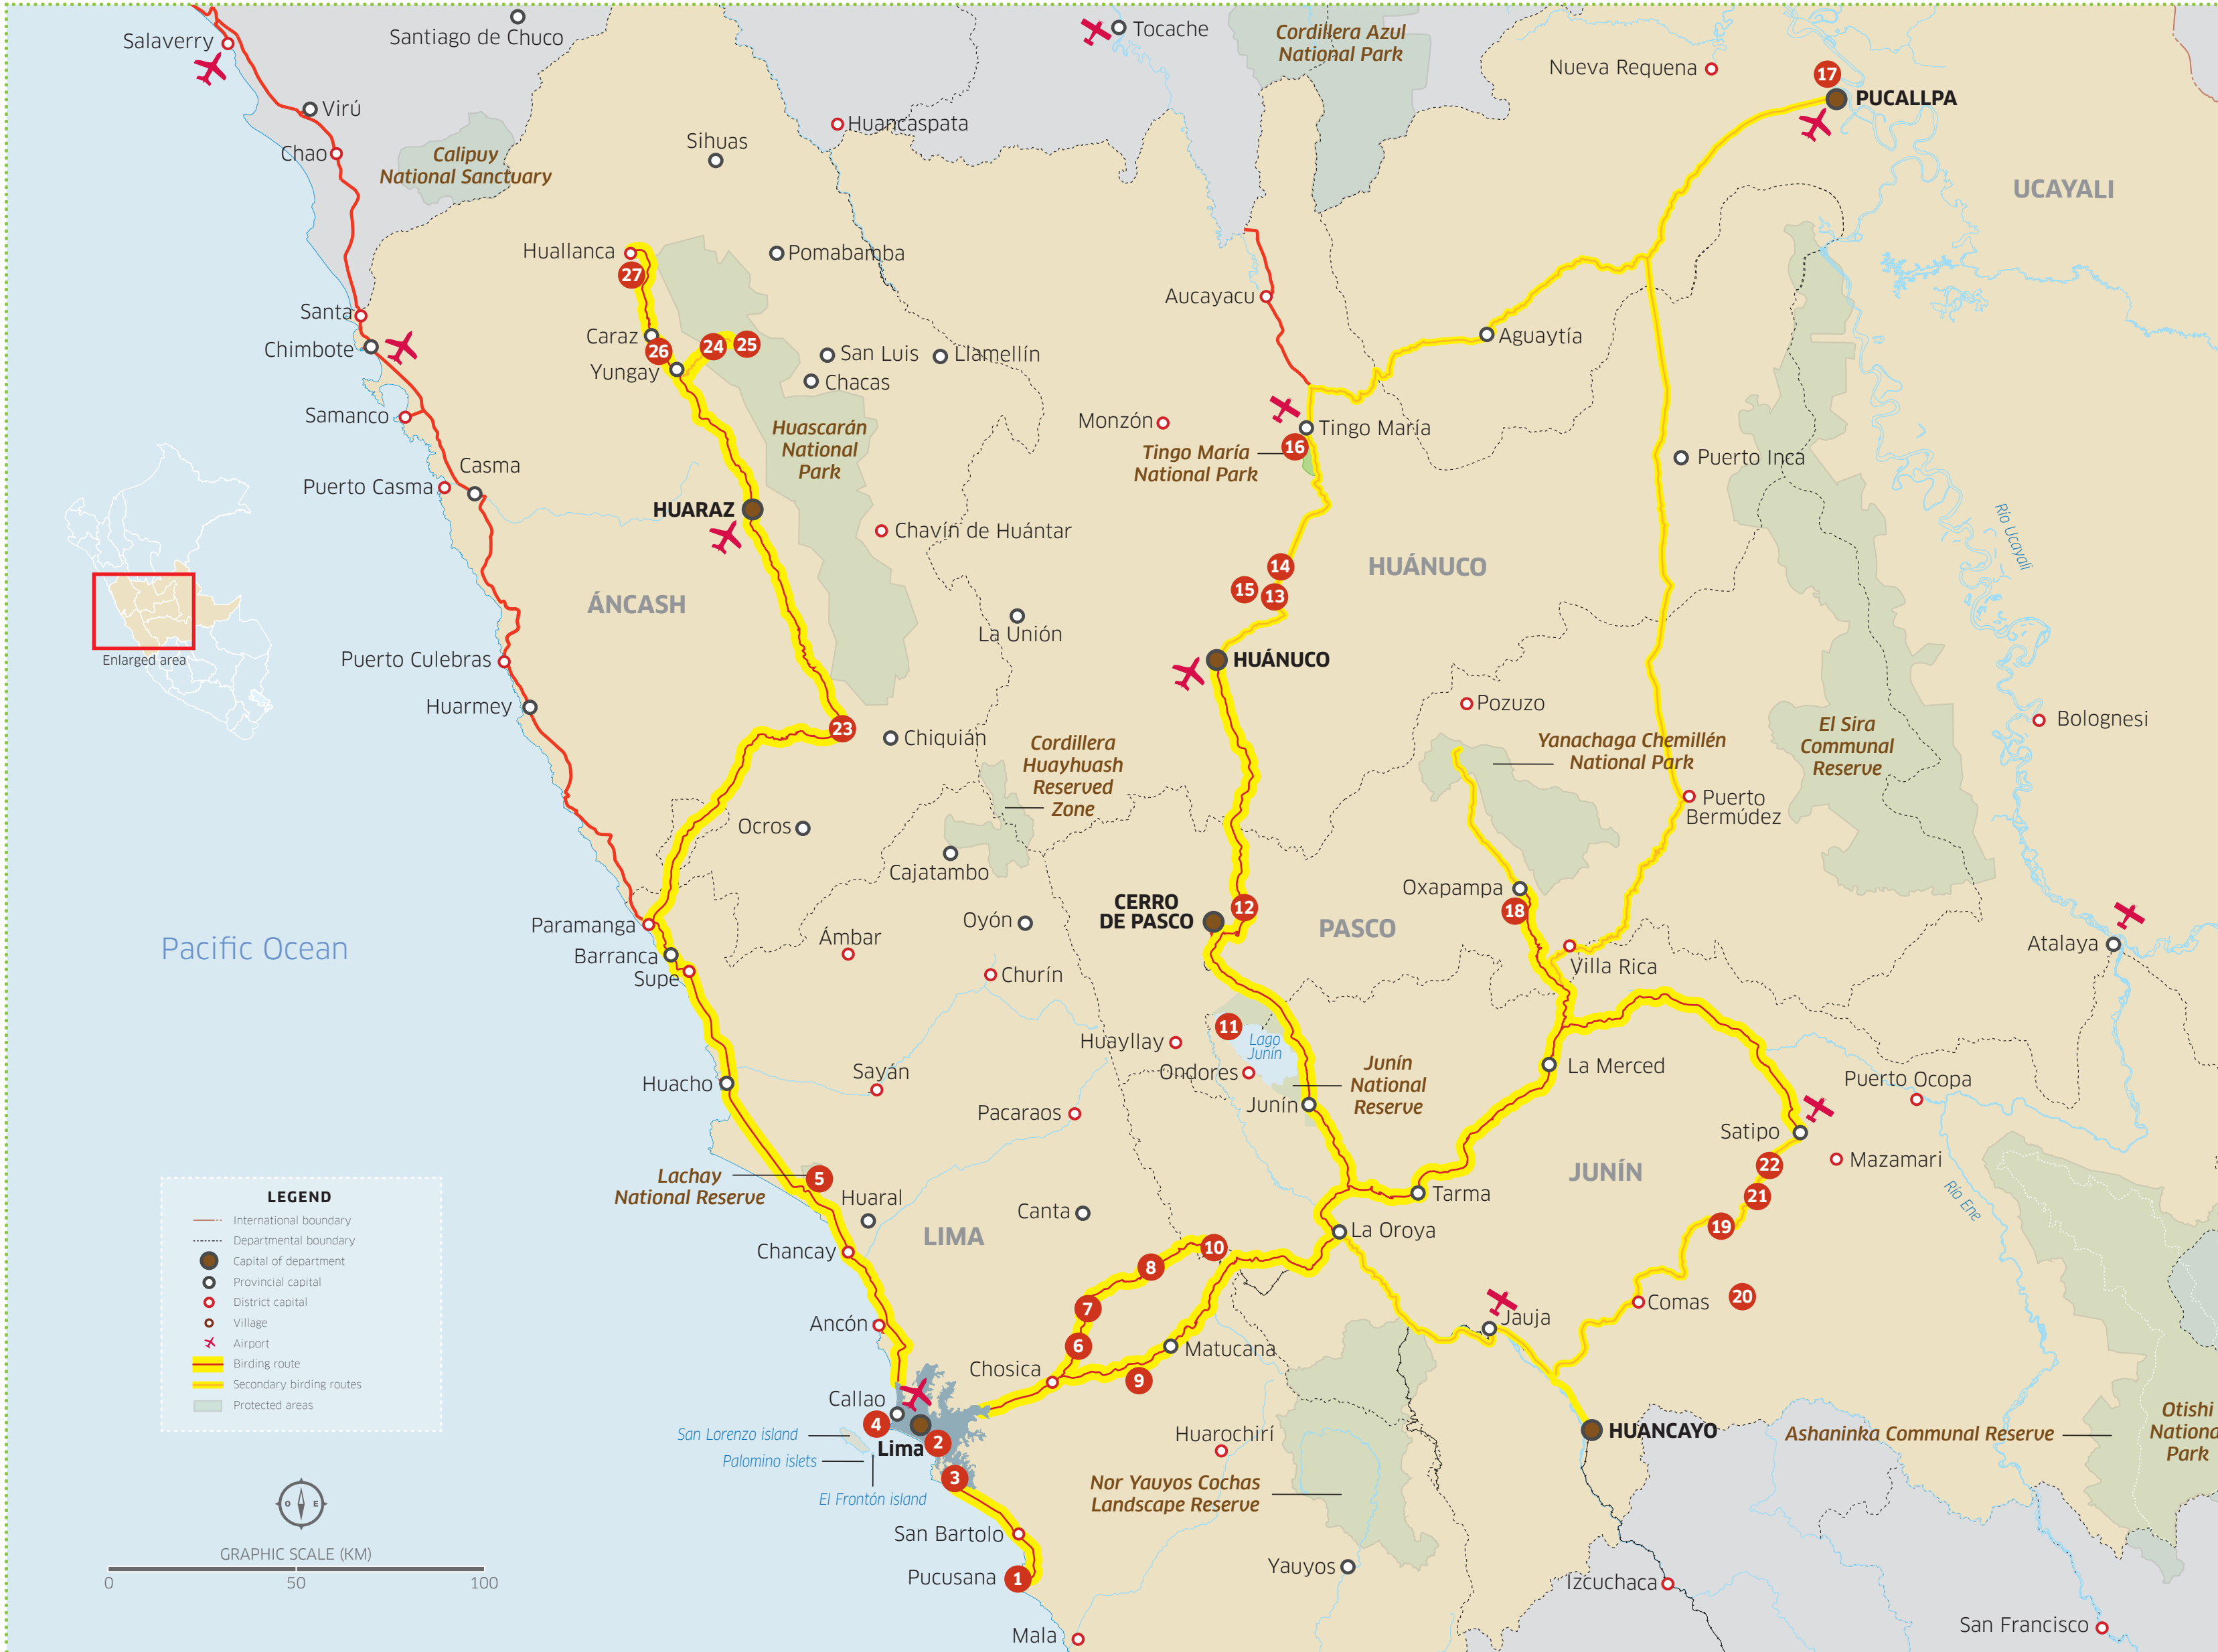 Salaverry
Santiago de Chuco
Tocache
Cordillera Azul
National Park
Nueva Requena
17
PUCALLPA
Virú
Huancaspata
Chao
Sihuas
Calipuy
National Sanctuary
UCAYALI
Huallanca
27
Pomabamba
Aucayacu
Santa
Chimbote
Caraz
26
24
25
Yungay
San Luis
Llamellín
Chacas
Aguaytía
Samanco
Monzón
Tingo María
16
Tingo María
National Park
Huascarán
National
Park
Puerto Inca
Casma
Puerto Casma
HUARAZ
Chavín de Huántar
Río Ucayali
14
15
13
HUÁNUCO
ÁNCASH
La Unión
Enlarged area
Puerto Culebras
HUÁNUCO
Huarmey
23
Chiquián
Pozuzo
Bolognesi
Cordillera
Huayhuash
Reserved
Zone
Yanachaga Chemillén
National Park
El Sira
Communal
Reserve
Puerto
Bermúdez
Ocros
Cajatambo
Oxapampa
18
CERRO
DE PASCO
12
PASCO
Oyón
Paramanga
Ámbar
Barranca
Supe
Churín
Villa Rica
Atalaya
Pacific Ocean
11
Lago
Junín
Huayllay
Ondores
Junín
National
Reserve
Junín
Huacho
Sayán
Pacaraos
La Merced
Puerto Ocopa
Satipo
Mazamari
22
21
19
20
JUNÍN
Río Ene
Lachay
National Reserve
5
Huaral
Canta
Tarma
La Oroya
LIMA
Chancay
10
8
7
6
9
Comas
Jauja
Ancón
Matucana
Chosica
Callao
4
Lima
2
3
San Lorenzo island
Palomino islets
El Frontón island
Huarochirí
Nor Yauyos Cochas
Landscape Reserve
HUANCAYO
Ashaninka Communal Reserve
Otishi
Nationa
Park
San Bartolo
Pucusana
1
Yauyos
Izcuchaca
San Francisco
Mala
LEGEND
International boundary
Departmental boundary
Capital of department
Provincial capital
District capital
Village
Airport
Birding route
Secondary birding routes
Protected areas
O E
GRAPHIC SCALE (KM)
0 50 100